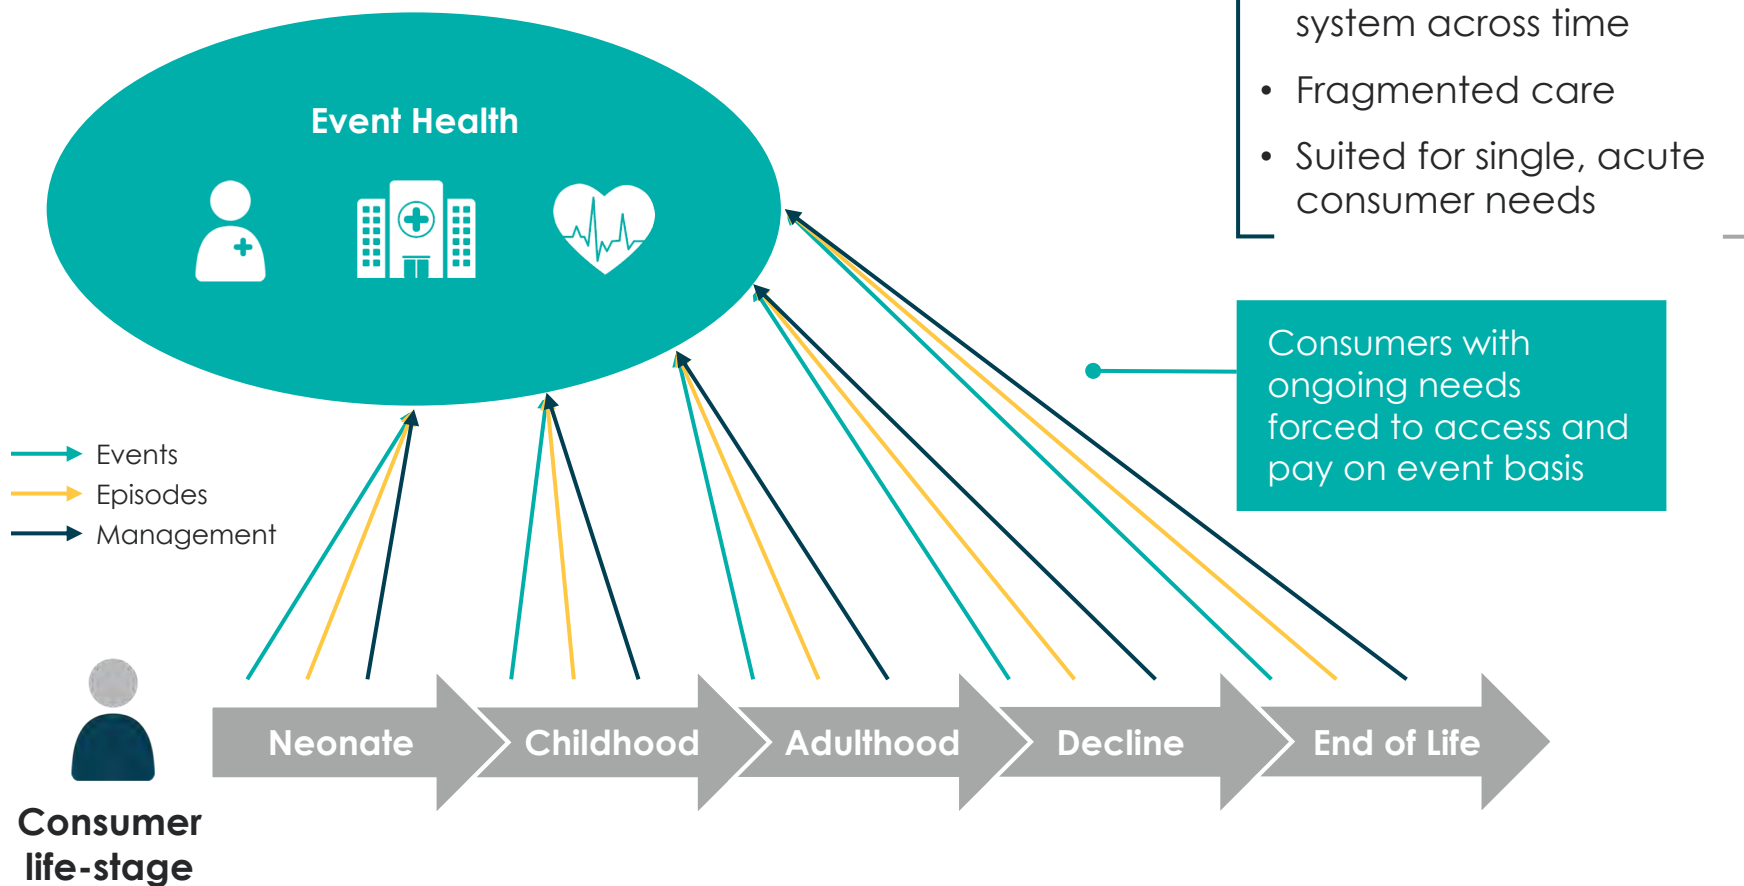 system across time
• Fragmented care
• Suited for single, acute
consumer needs
Event Health
Consumers with
ongoing needs
forced to access and
pay on event basis
Events
Episodes
Management
Neonate
Childhood
Adulthood
Decline
End of Life
Consumer
life-stage